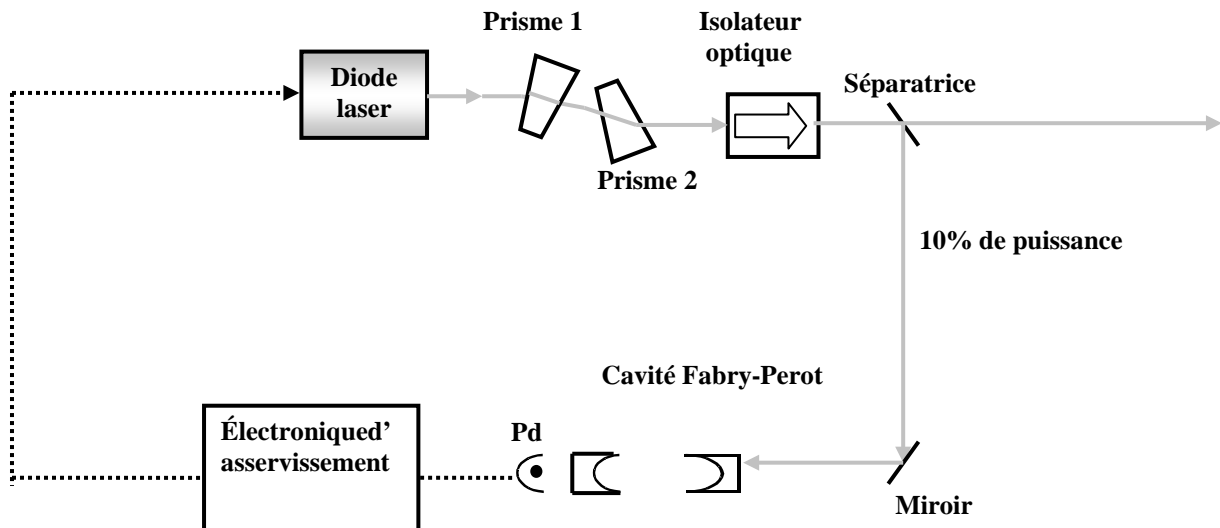 Prisme 1
Isolateur
optique
Diode
laser
Séparatrice
Prisme 2
10% de puissance
Cavité Fabry-Perot
Électroniqued’
asservissement
Pd
Miroir